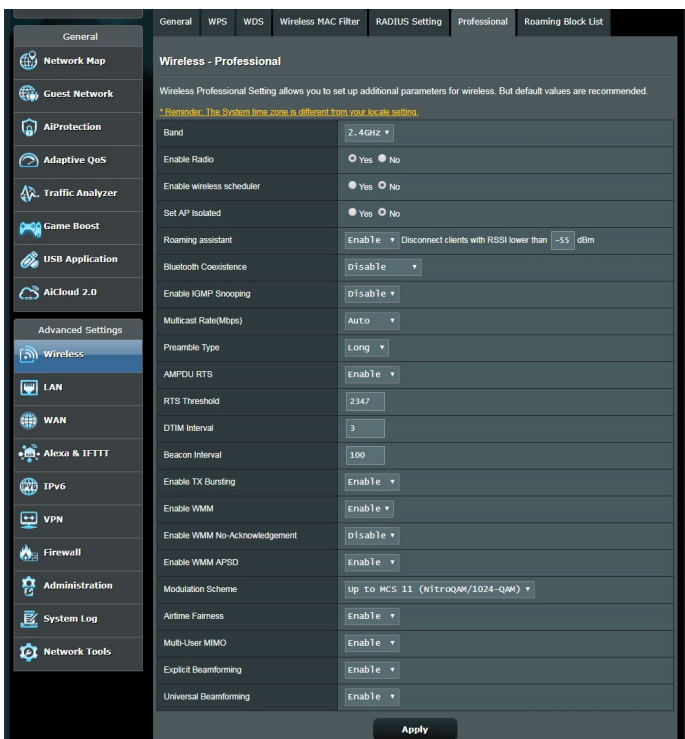 General WPS WDS Wireless MAC Filter RADIUS Setting Professional Roaming Block List
General
Network Map
Guest Network
AiProtection
Adaptive QoS
Traffic Analyzer
Game Boost
USB Application
AiCloud 2.0
Advanced Settings
Wireless
LAN
WAN
Alexa & IFTTT
IPv6
VPN
Firewall
Administration
System Log
Network Tools
Wireless - Professional
Wireless Professional Setting allows you to set up additional parameters for wireless. But default values are recommended.
* Reminder: The System time zone is different from your locale setting.
Band 2.4GHz
Enable Radio Yes No
Enable wireless scheduler Yes No
Set AP Isolated Yes No
Roaming assistant Enable Disconnect clients with RSSI lower than -55 dBm
Bluetooth Coexistence Disable
Enable IGMP Snooping Disable
Multicast Rate(Mbps) Auto
Preamble Type Long
AMPDU RTS Enable
RTS Threshold 2347
DTIM Interval 3
Beacon Interval 100
Enable TX Bursting Enable
Enable WMM Enable
Enable WMM No-Acknowledgement Disable
Enable WMM APSD Enable
Modulation Scheme Up to MCS 11 (NitroQAM/1024-QAM)
Airtime Fairness Enable
Multi-User MIMO Enable
Explicit Beamforming Enable
Universal Beamforming Enable
Apply